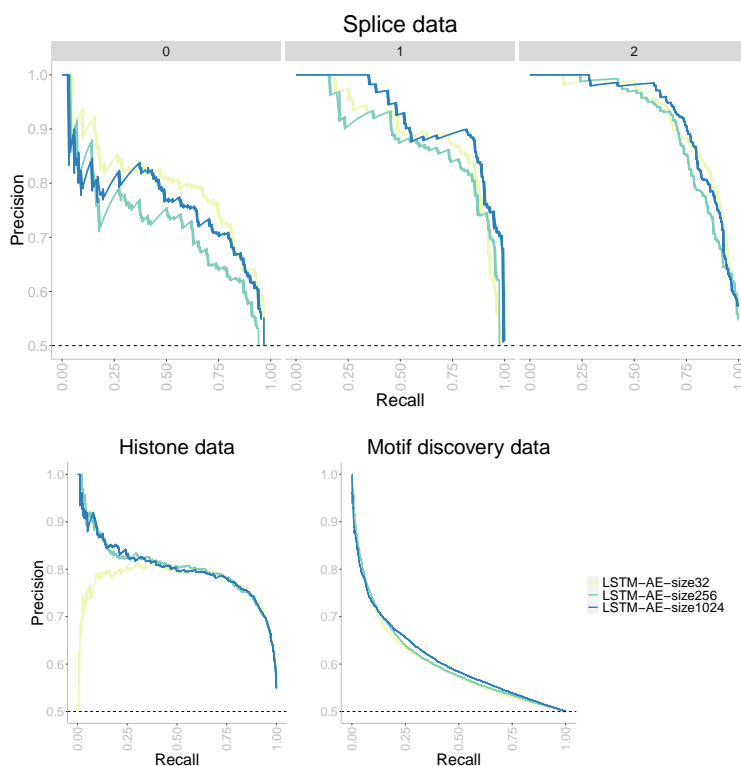 Splice data
0 1 2
1.0
0.9
0.8
0.7
0.6
0.5
Precision
0.00 0.25 0.50 0.75 1.00 0.00 0.25 0.50 0.75 1.00 0.00 0.25 0.50 0.75 1.00
Recall
Histone data
1.0
0.9
0.8
0.7
0.6
0.5
Precision
0.00 0.25 0.50 0.75 1.00
Recall
Motif discovery data
1.0
0.9
0.8
0.7
0.6
0.5
0.00 0.25 0.50 0.75 1.00
Recall
LSTM-AE-size32
LSTM-AE-size256
LSTM-AE-size1024